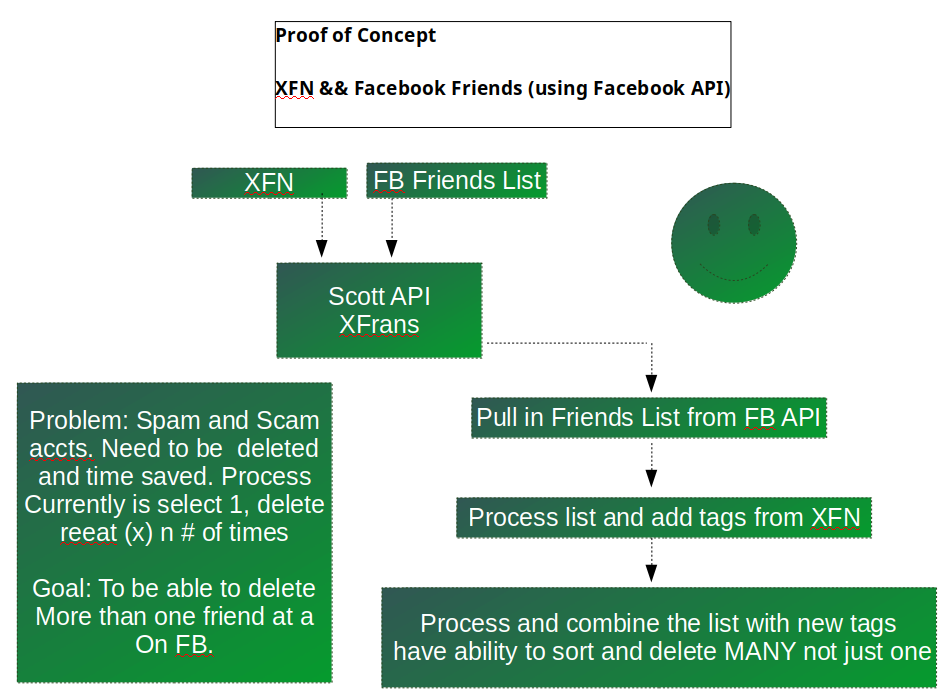 Proof of Concept
XFN && Facebook Friends (using Facebook API)
XFN
FB Friends List
Scott API
XFrans
Pull in Friends List from FB API
Process list and add tags from XFN
Process and combine the list with new tags
have ability to sort and delete MANY not just one
Problem: Spam and Scam
accts. Need to be  deleted
and time saved. Process
Currently is select 1, delete
reeat (x) n # of times
Goal: To be able to delete
More than one friend at a
On FB.